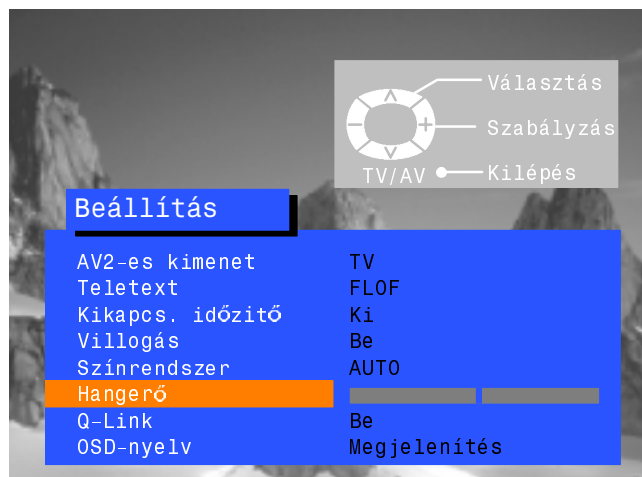 Választás
Szabályzás
TV/AV Kilépés
Beállítás
AV2-es kimenet TV
Teletext FLOF
Kikapcs. időzitő Ki
Villogás Be
Színrendszer AUTO
Hangerő
Q-Link Be
OSD-nyelv Megjelenítés